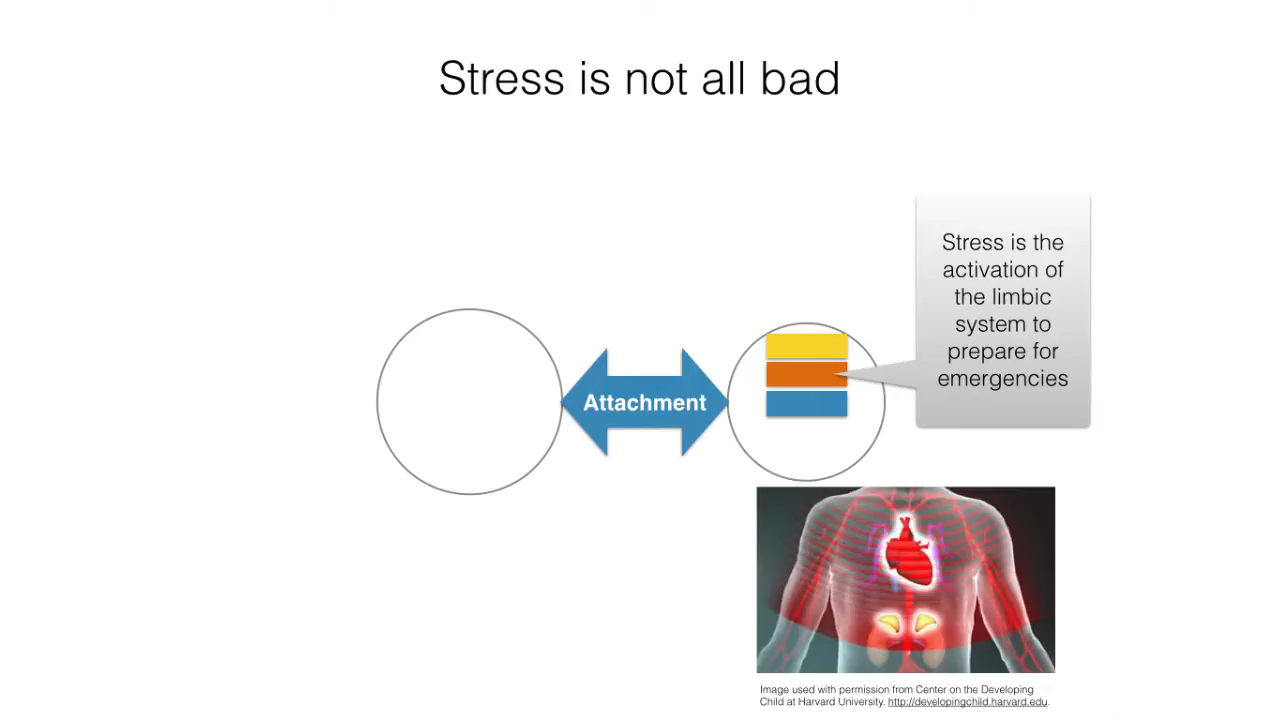 Stress is not all bad
Stress is the
activation of
the limbic
system to
prepare for
emergencies
Attachment
Image used with permission from Center on the Developing
Child at Harvard University. http://developingchild.harvard.edu.